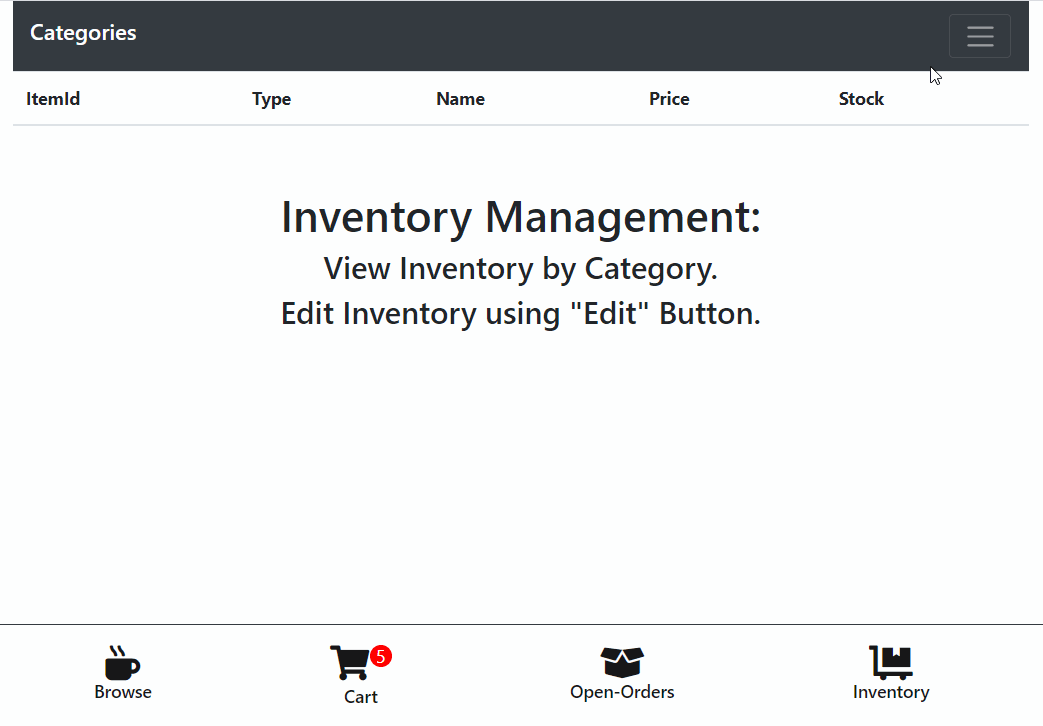 Categories
ItemId Type Name Price Stock
Inventory Management:
View Inventory by Category.
Edit Inventory using "Edit" Button.
5
Browse Cart Open-Orders Inventory